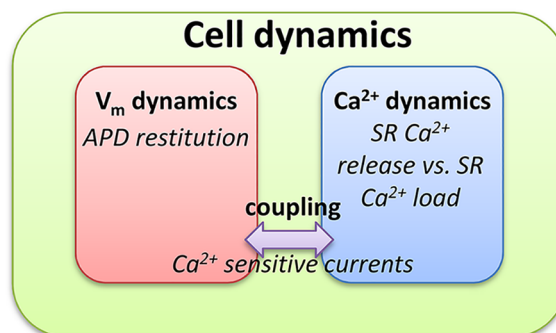 Cell dynamics
Vm dynamics
APD restitution
Ca²⁺ dynamics
SR Ca²⁺
release vs. SR
Ca²⁺ load
coupling
Ca²⁺ sensitive currents